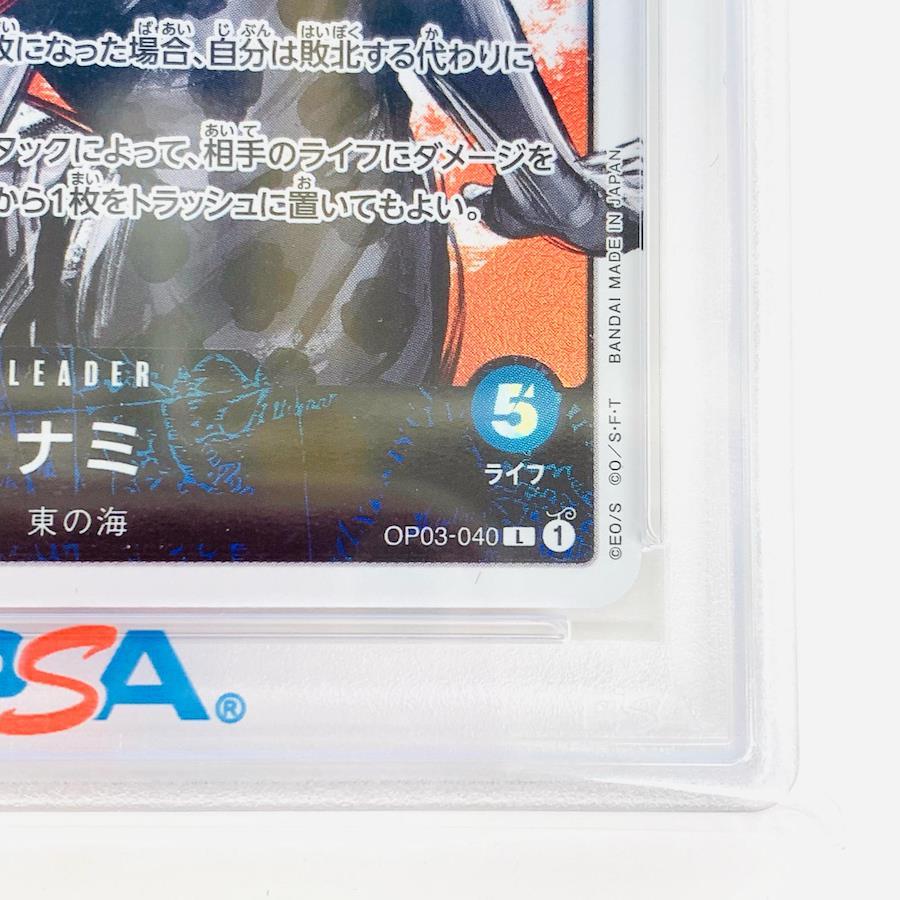 枚になった場合、自分は敗北する代わりに
タックによって、相手のライフにダメージを
から1枚をトラッシュに置いてもよい。
LEADER
ナミ
東の海
5
ライフ
OP03-040 L 1
©EO/S ©O/S・F・T BANDAI MADE IN JAPAN
PSA®